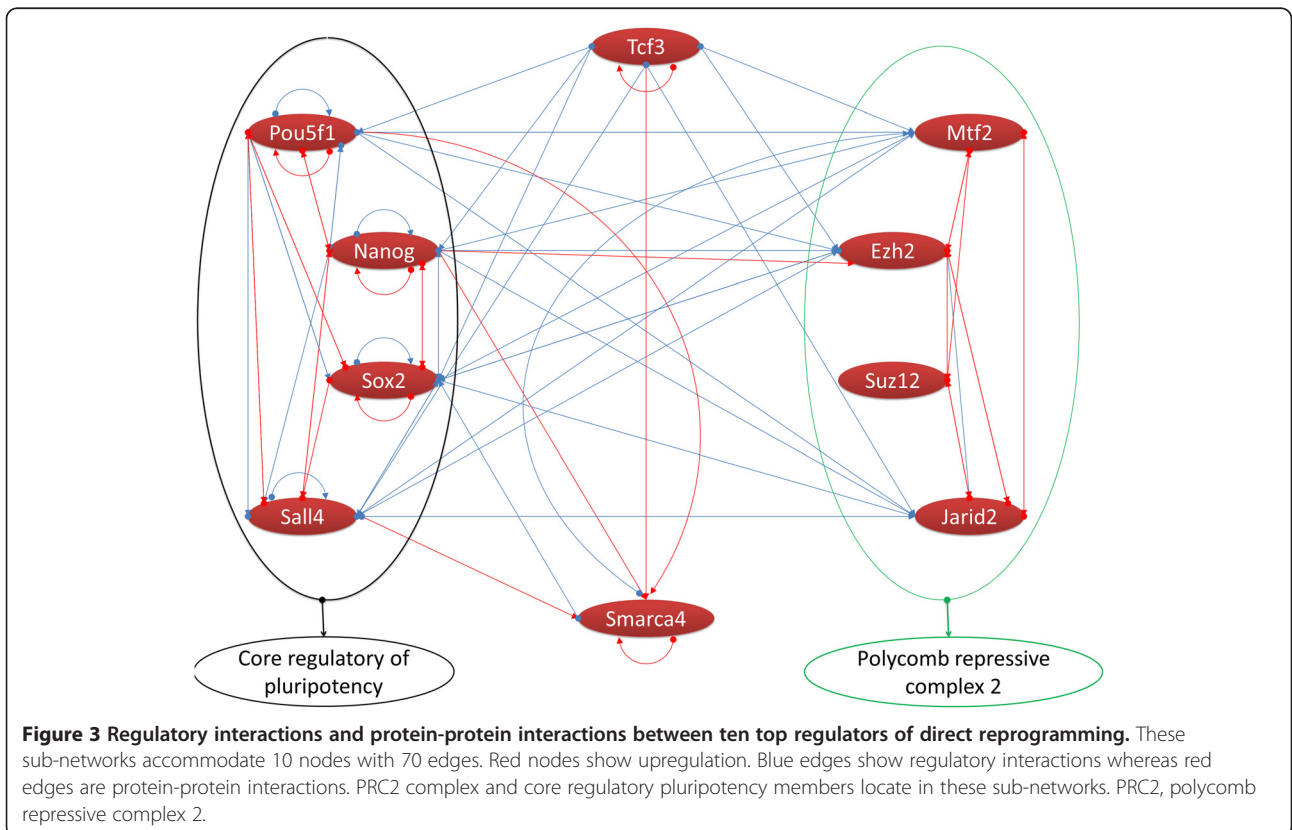 Tcf3
Pou5f1
Mtf2
Nanog
Ezh2
Sox2
Suz12
Sall4
Jarid2
Smarca4
Core regulatory of
pluripotency
Polycomb repressive
complex 2
Figure 3 Regulatory interactions and protein-protein interactions between ten top regulators of direct reprogramming. These
sub-networks accommodate 10 nodes with 70 edges. Red nodes show upregulation. Blue edges show regulatory interactions whereas red
edges are protein-protein interactions. PRC2 complex and core regulatory pluripotency members locate in these sub-networks. PRC2, polycomb
repressive complex 2.